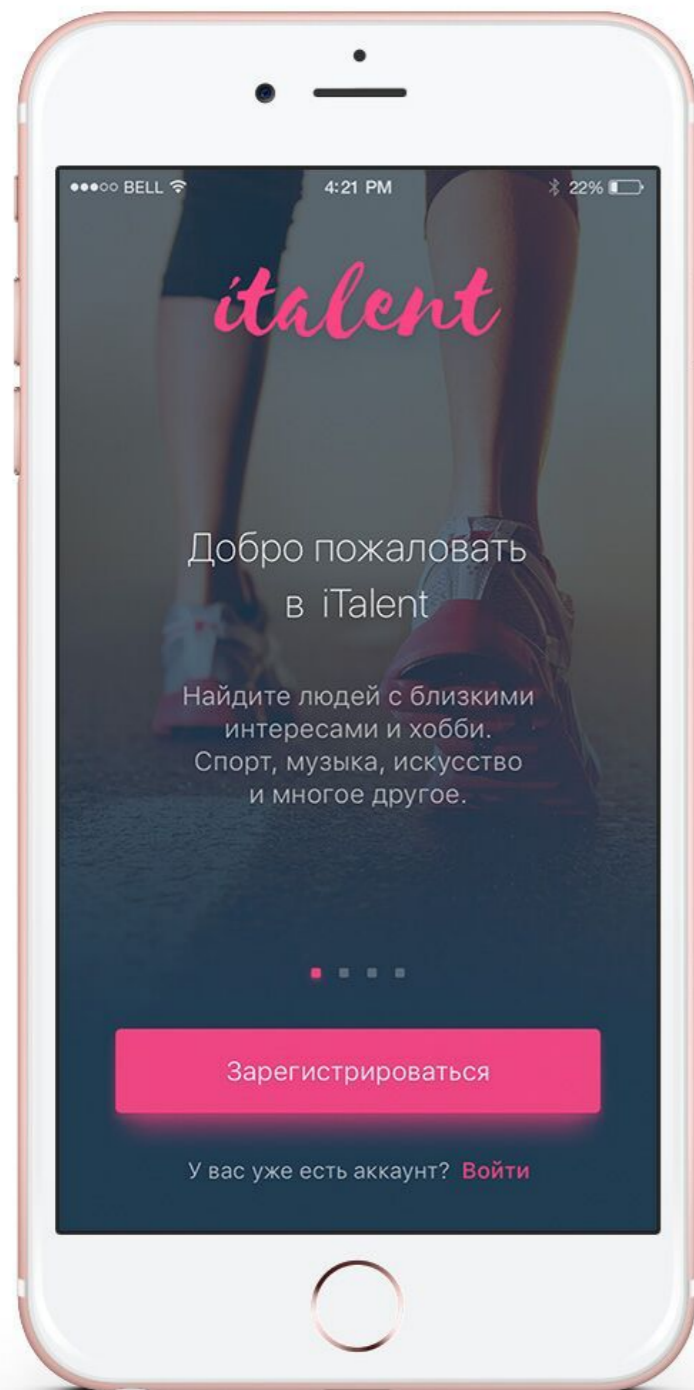 BELL 4:21 PM 22%
italent
Добро пожаловать
в iTalent
Найдите людей с близкими
интересами и хобби.
Спорт, музыка, искусство
и многое другое.
Зарегистрироваться
У вас уже есть аккаунт? Войти